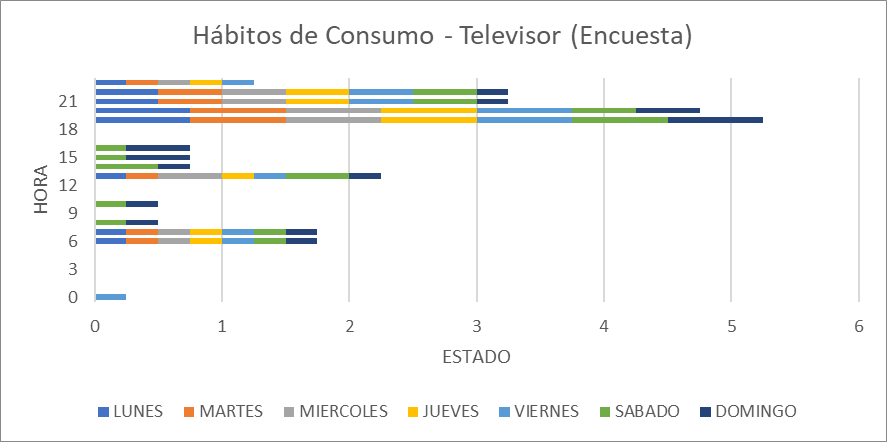 Hábitos de Consumo - Televisor (Encuesta)
21
18
15
12
9
6
3
0
HORA
0 1 2 3 4 5 6
ESTADO
LUNES MARTES MIERCOLES JUEVES VIERNES SABADO DOMINGO